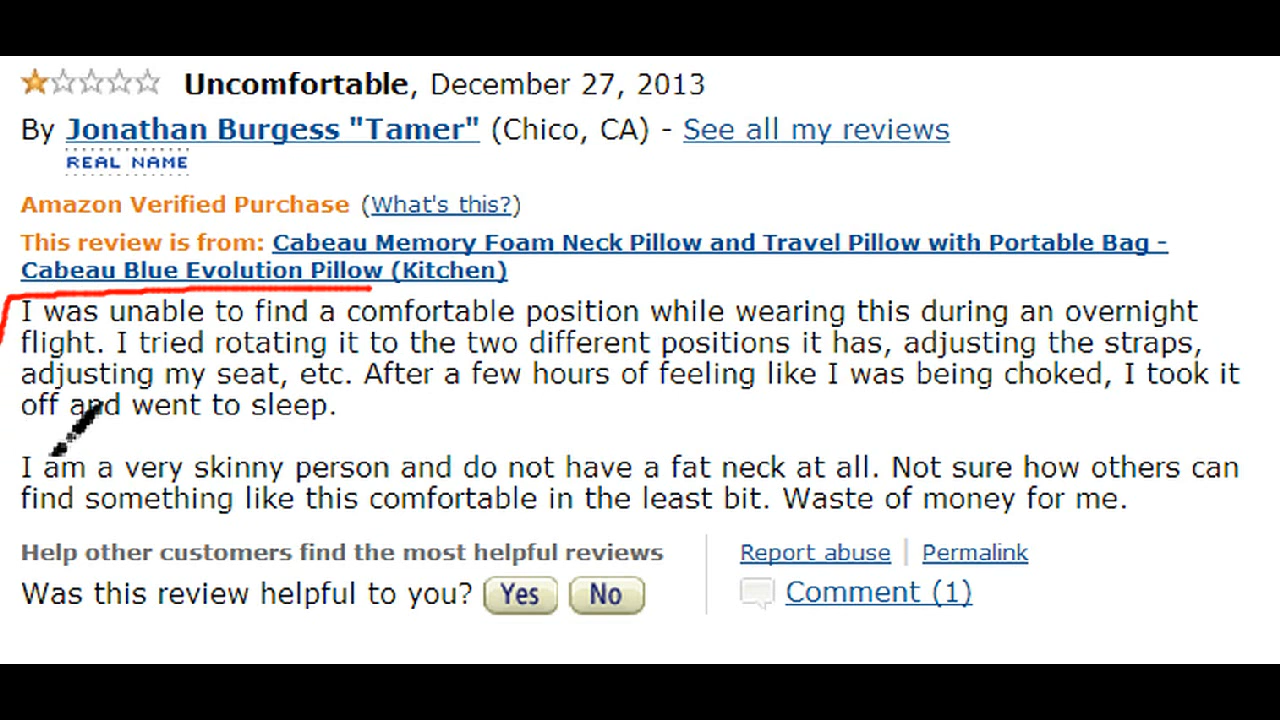 Uncomfortable, December 27, 2013
By Jonathan Burgess "Tamer" (Chico, CA) - See all my reviews
REAL NAME
Amazon Verified Purchase (What's this?)
This review is from: Cabeau Memory Foam Neck Pillow and Travel Pillow with Portable Bag -
Cabeau Blue Evolution Pillow (Kitchen)
I was unable to find a comfortable position while wearing this during an overnight
flight. I tried rotating it to the two different positions it has, adjusting the straps,
adjusting my seat, etc. After a few hours of feeling like I was being choked, I took it
off and went to sleep.
I am a very skinny person and do not have a fat neck at all. Not sure how others can
find something like this comfortable in the least bit. Waste of money for me.
Help other customers find the most helpful reviews
Was this review helpful to you? Yes No
Report abuse | Permalink
Comment (1)